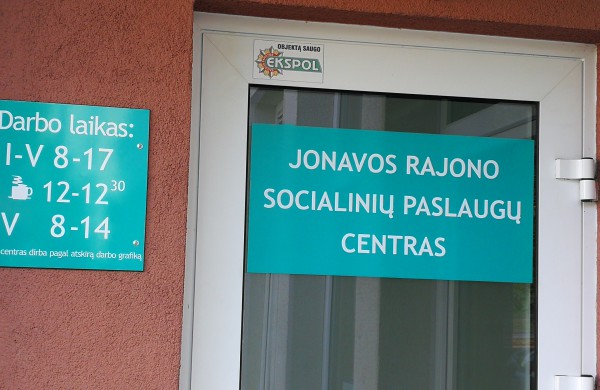 OBJEKTĄ SAUGO
EKSPOL
Darbo laikas:
I-V 8-17
12-12³⁰
V 8-14
centras dirba pagal atskirą darbo grafiką
JONAVOS RAJONO
SOCIALINIŲ PASLAUGŲ
CENTRAS